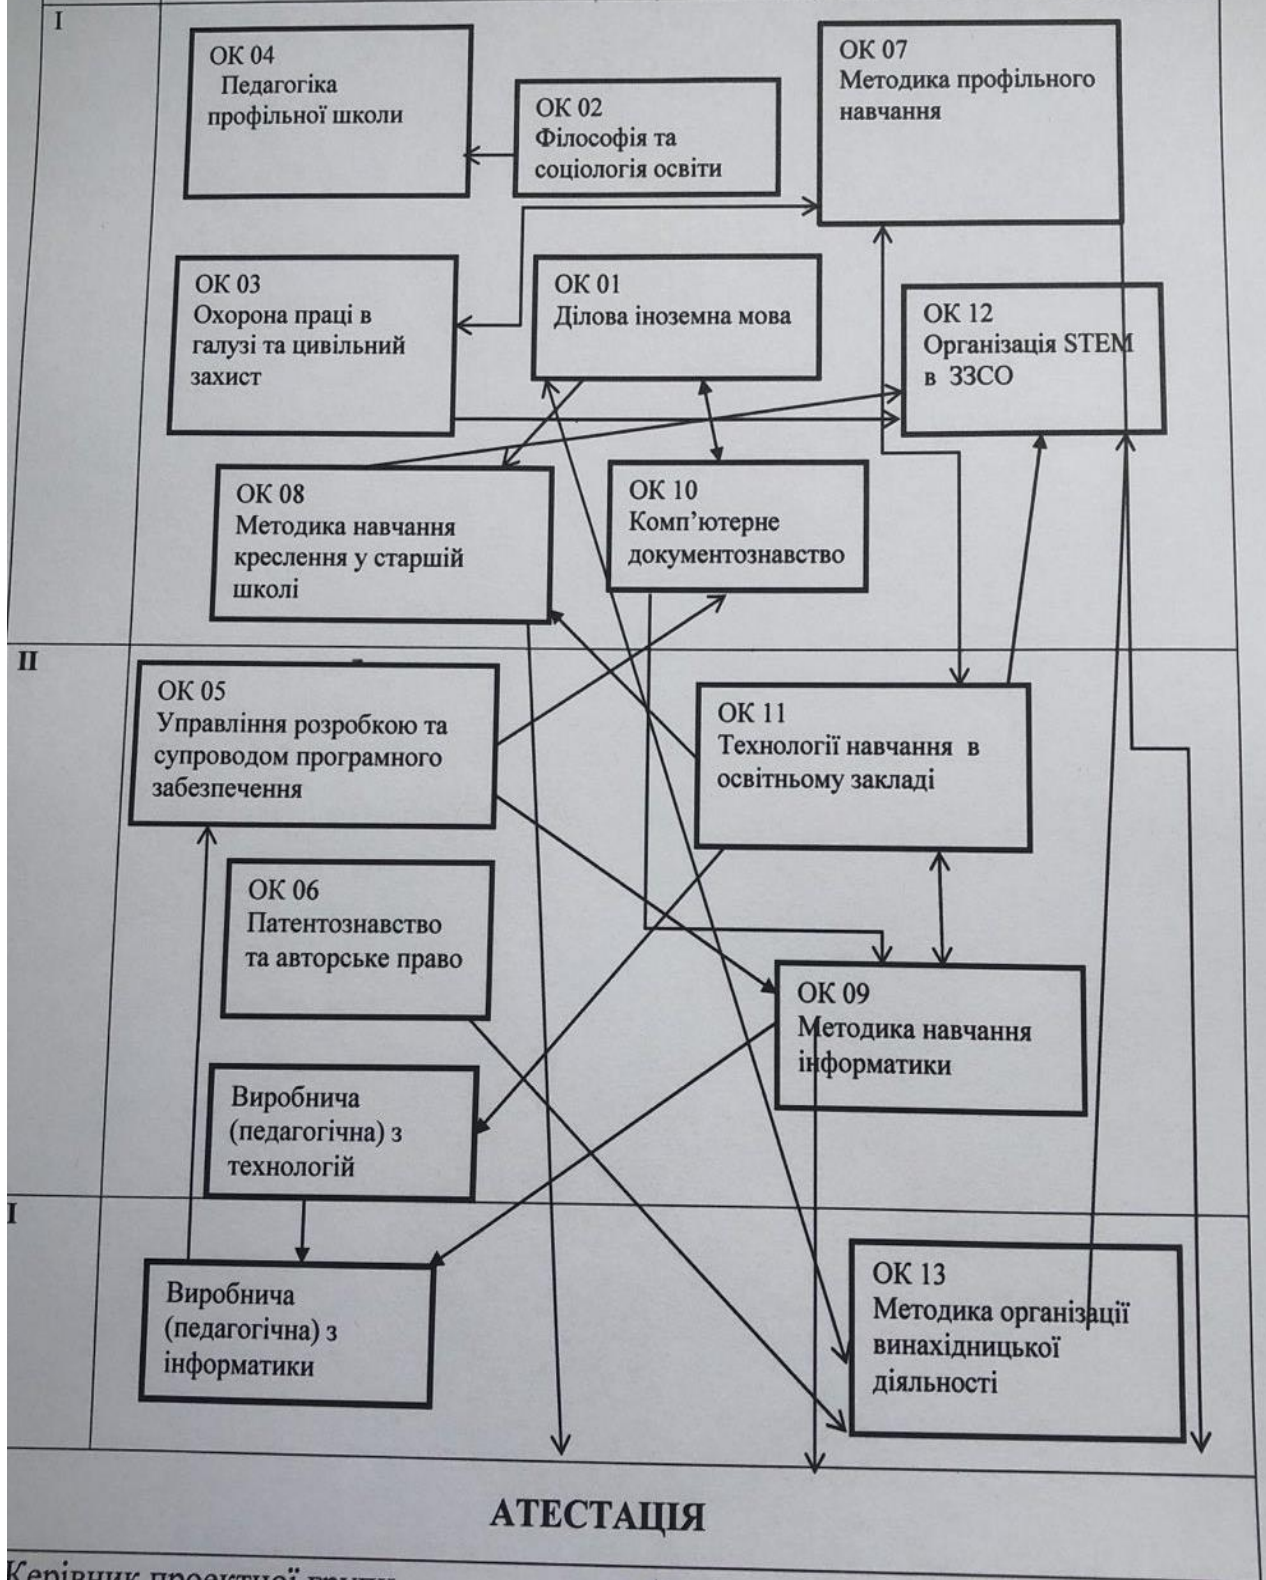 I
ОК 04
Педагогіка
профільної школи
ОК 02
Філософія та
соціологія освіти
ОК 07
Методика профільного
навчання
ОК 03
Охорона праці в
галузі та цивільний
захист
ОК 01
Ділова іноземна мова
ОК 12
Організація STEM
в ЗЗСО
ОК 08
Методика навчання
креслення у старшій
школі
ОК 10
Комп’ютерне
документознавство
II
ОК 05
Управління розробкою та
супроводом програмного
забезпечення
ОК 11
Технології навчання в
освітньому закладі
ОК 06
Патентознавство
та авторське право
ОК 09
Методика навчання
інформатики
Виробнича
(педагогічна) з
технологій
I
Виробнича
(педагогічна) з
інформатики
ОК 13
Методика організації
винахідницької
діяльності
АТЕСТАЦІЯ
Керівник проектної групи